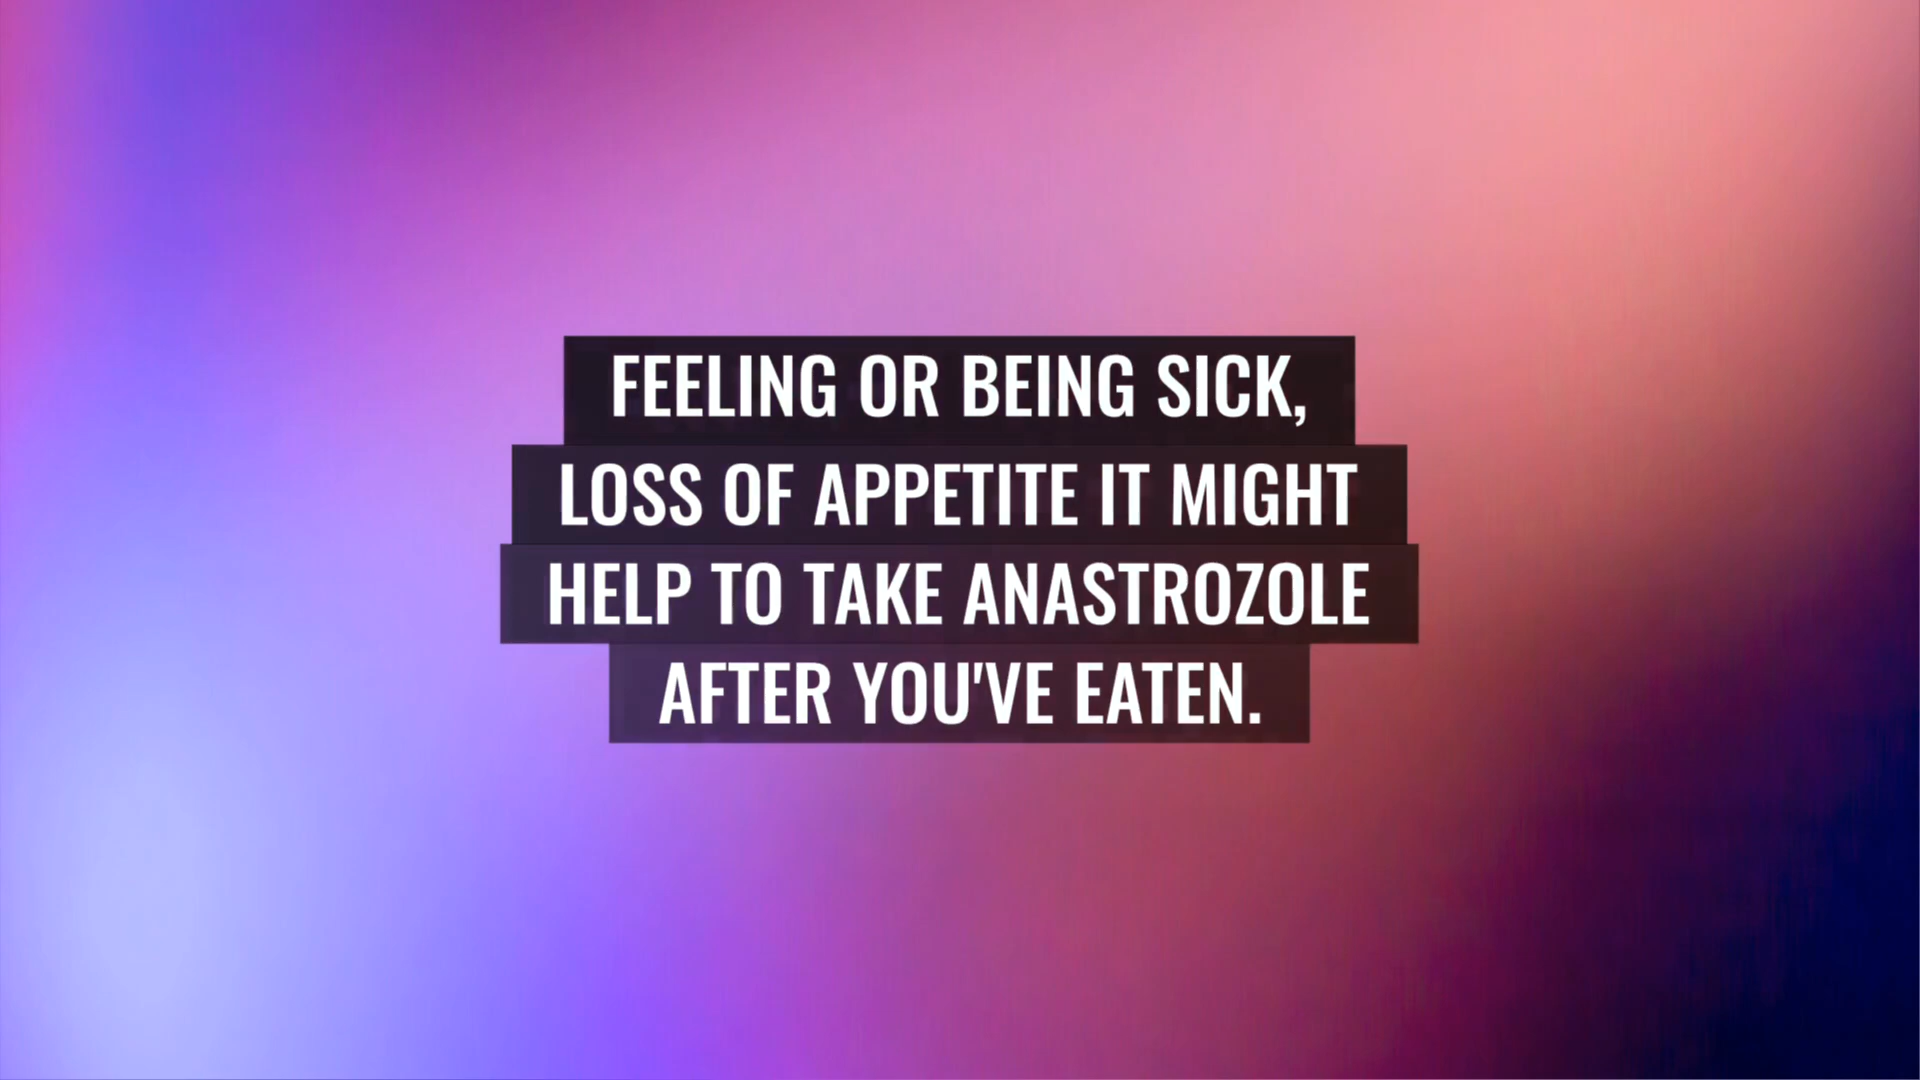 FEELING OR BEING SICK,
LOSS OF APPETITE IT MIGHT
HELP TO TAKE ANASTROZOLE
AFTER YOU'VE EATEN.